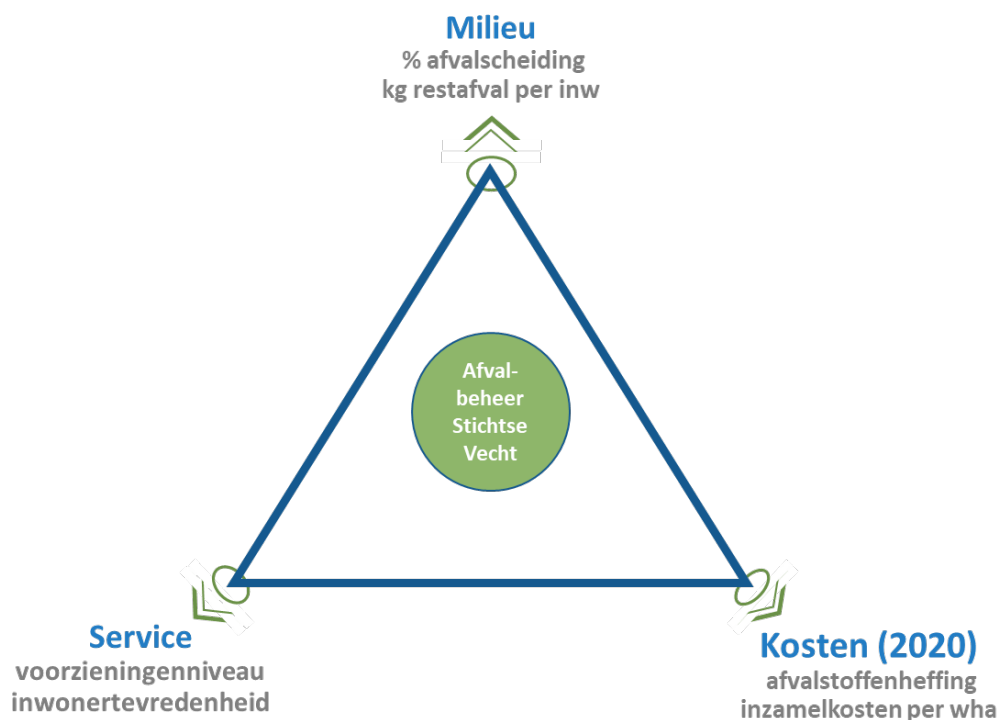 Milieu
% afvalscheiding
kg restafval per inw
Afval-
beheer
Stichtse
Vecht
Service
voorzieningenniveau
inwonertevredenheid
Kosten (2020)
afvalstoffenheffing
inzamelkosten per wha